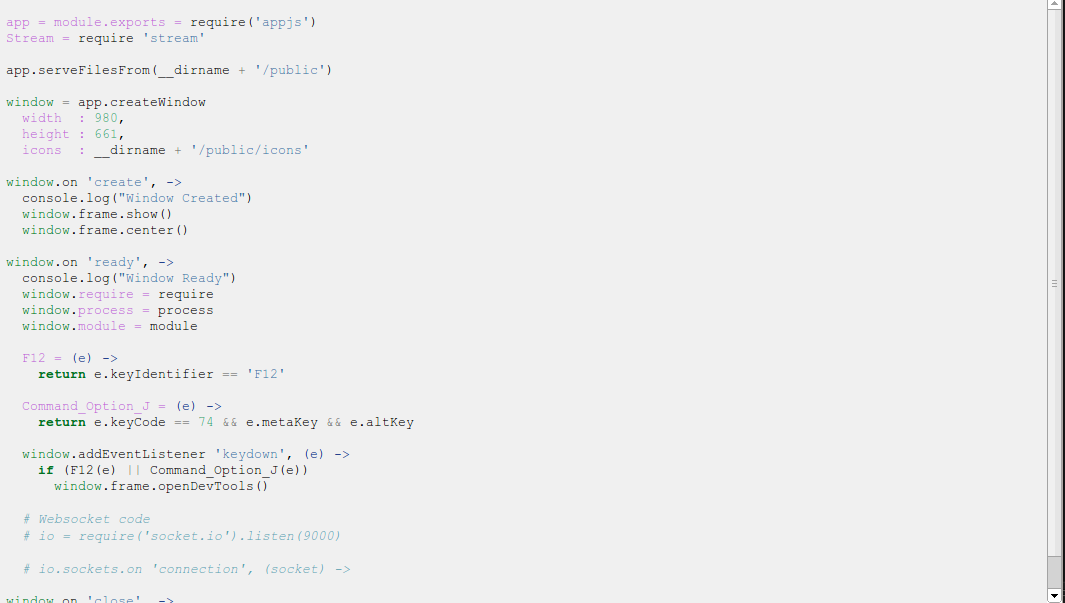 app = module.exports = require('appjs')
Stream = require 'stream'

app.serveFilesFrom(__dirname + '/public')

window = app.createWindow
  width  : 980,
  height : 661,
  icons  : __dirname + '/public/icons'

window.on 'create', ->
  console.log("Window Created")
  window.frame.show()
  window.frame.center()

window.on 'ready', ->
  console.log("Window Ready")
  window.require = require
  window.process = process
  window.module = module

  F12 = (e) ->
    return e.keyIdentifier == 'F12'

  Command_Option_J = (e) ->
    return e.keyCode == 74 && e.metaKey && e.altKey

  window.addEventListener 'keydown', (e) ->
    if (F12(e) || Command_Option_J(e))
      window.frame.openDevTools()

  # Websocket code
  # io = require('socket.io').listen(9000)

  # io.sockets.on 'connection', (socket) ->

window.on 'close', ->